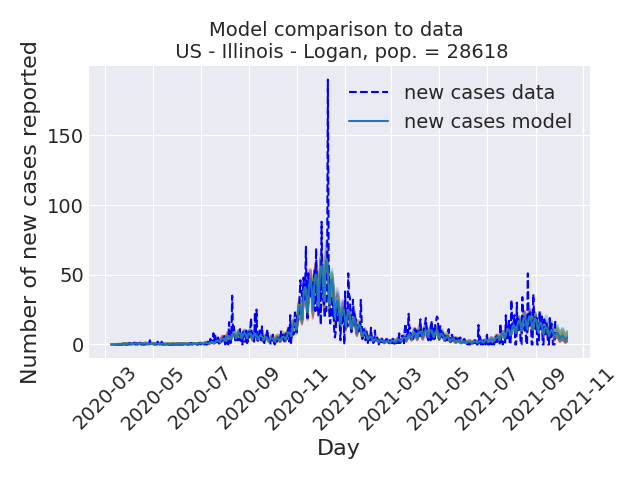 Model comparison to data
US - Illinois - Logan, pop. = 28618
Number of new cases reported
150
100
50
0
new cases data
new cases model
2020-03
2020-05
2020-07
2020-09
2020-11
2021-01
2021-03
2021-05
2021-07
2021-09
2021-11
Day